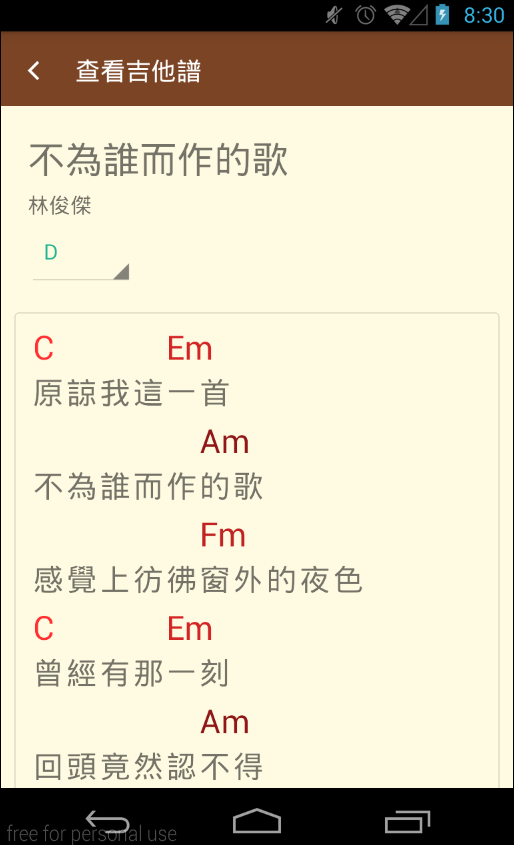 8:30
查看吉他譜
不為誰而作的歌
林俊傑
D
C Em
原諒我這一首
Am
不為誰而作的歌
Fm
感覺上彷彿窗外的夜色
C Em
曾經有那一刻
Am
回頭竟然認不得
free for personal use